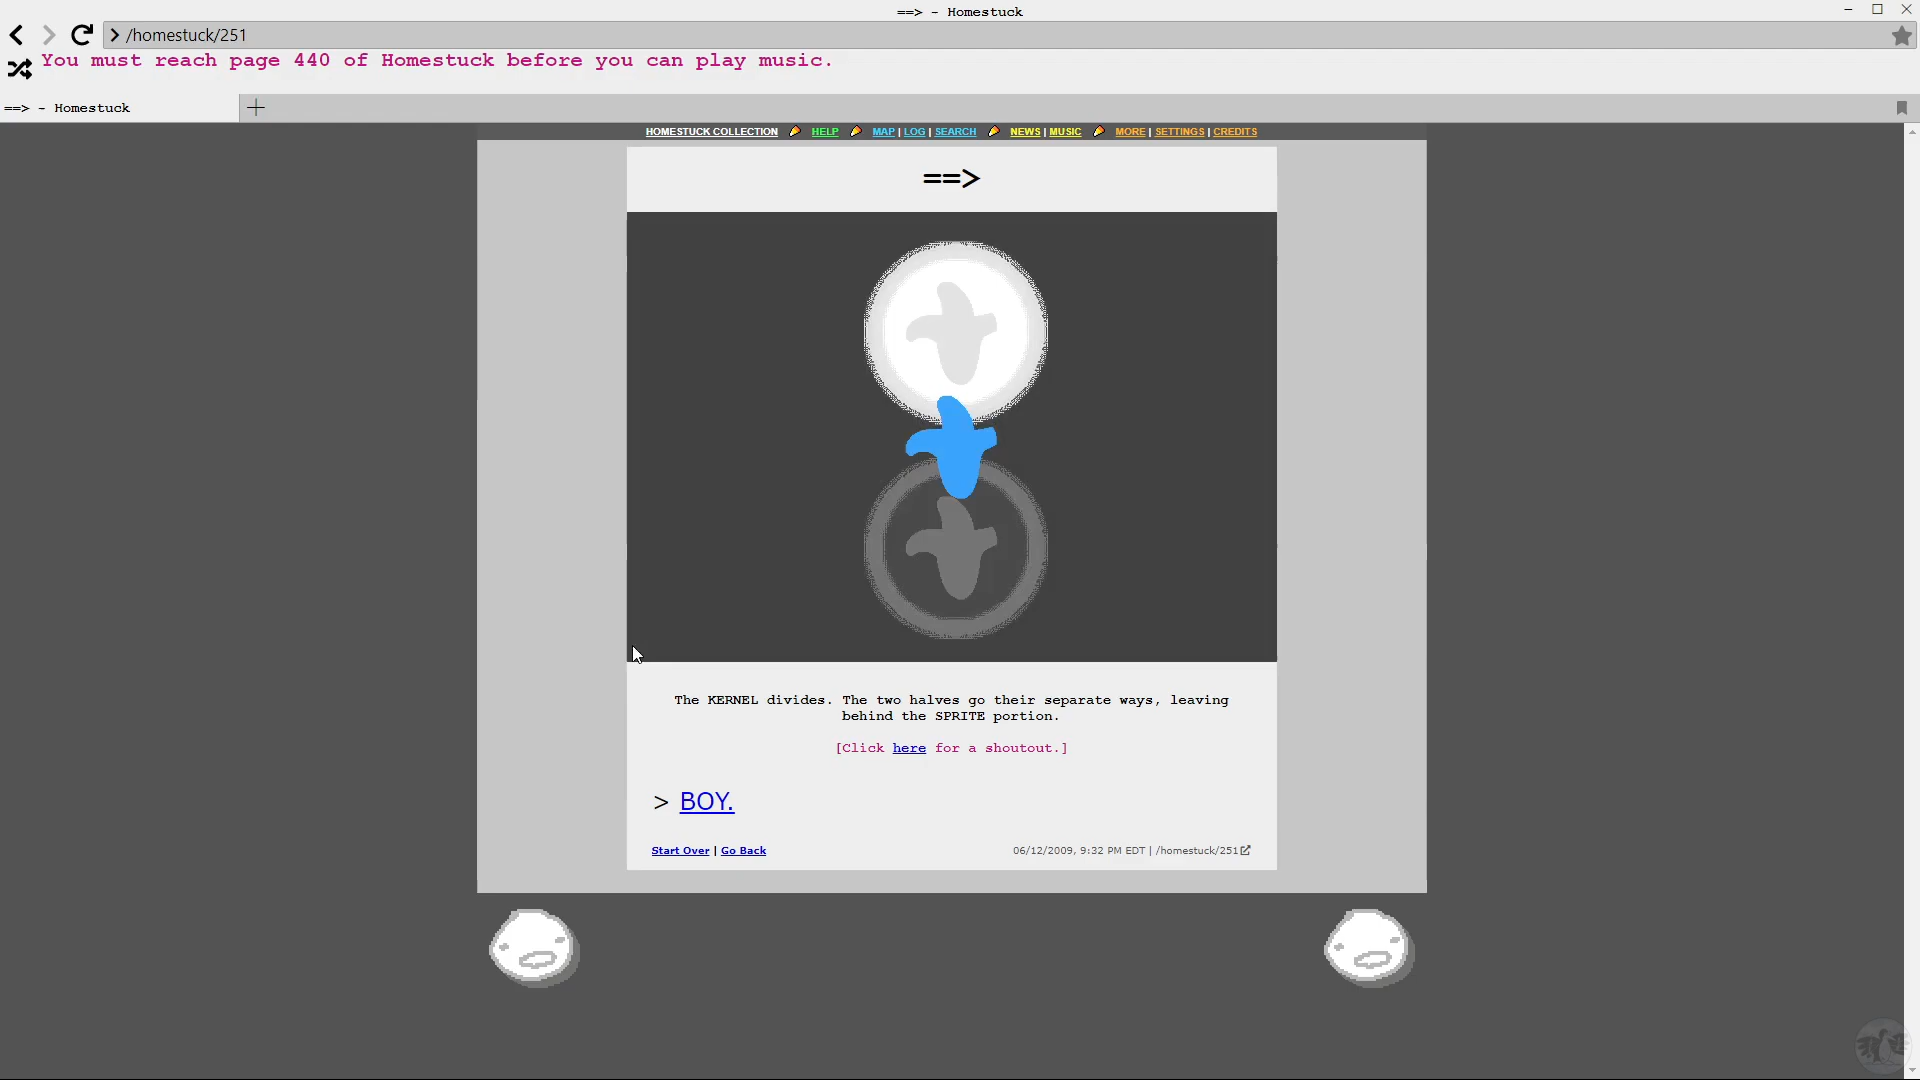 ==> - Homestuck
/homestuck/251
You must reach page 440 of Homestuck before you can play music.
==> - Homestuck
HOMESTUCK COLLECTION HELP MAP | LOG | SEARCH NEWS | MUSIC MORE | SETTINGS | CREDITS
==>
The KERNEL divides. The two halves go their separate ways, leaving
behind the SPRITE portion.
[Click here for a shoutout.]
> BOY.
Start Over | Go Back
06/12/2009, 9:32 PM EDT | /homestuck/251